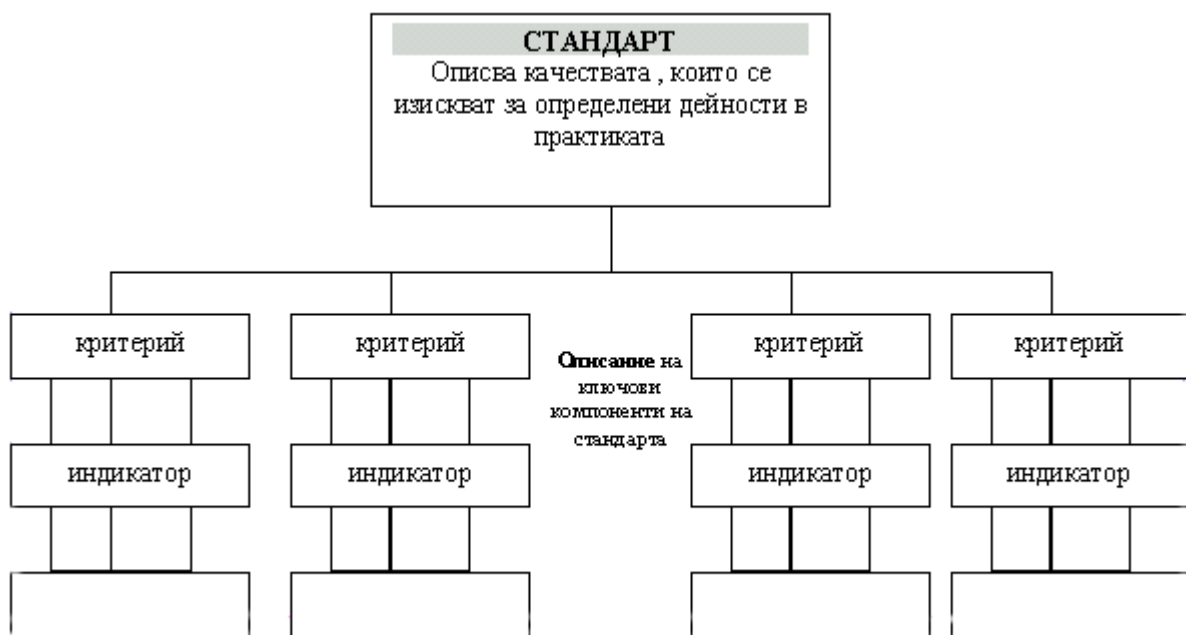 СТАНДАРТ
Описва качествата , които се
изискват за определени дейности в
практиката
критерий
критерий
критерий
критерий
Описание на
ключови
компоненти на
стандарта
индикатор
индикатор
индикатор
индикатор